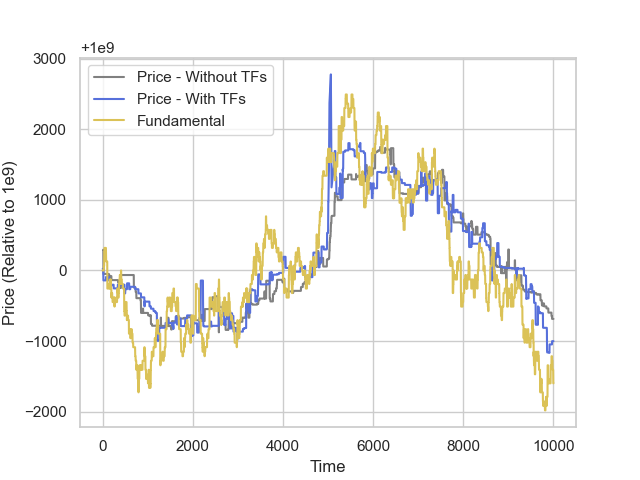 +1e9
3000
2000
1000
0
−1000
−2000
Price (Relative to 1e9)
Price - Without TFs
Price - With TFs
Fundamental
0 2000 4000 6000 8000 10000
Time